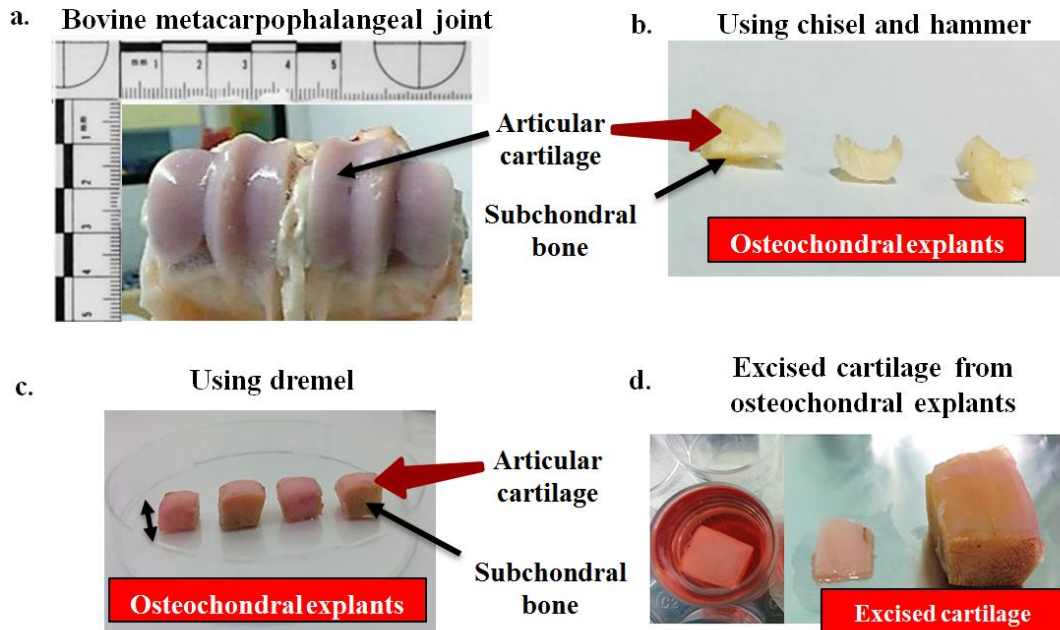 a. Bovine metacarpophalangeal joint
mm 1 2 3 4 5
mm 1
2
3
4
5
b. Using chisel and hammer
Articular
cartilage
Subchondral
bone
Osteochondral explants
c. Using dremel
Articular
cartilage
Subchondral
bone
Osteochondral explants
d. Excised cartilage from
osteochondral explants
Excised cartilage